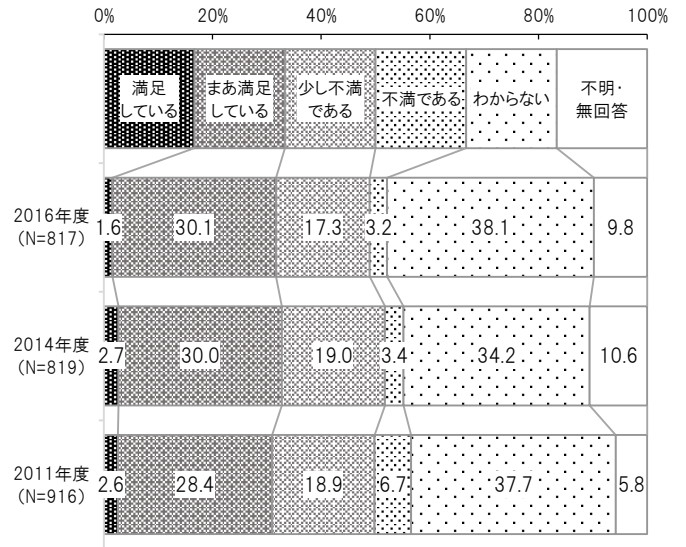 0% 20% 40% 60% 80% 100%
満足 まあ満足 少し不満 不満である わからない 不明・
している している である 無回答
2016年度
(N=817)
1.6 30.1 17.3 3.2 38.1 9.8
2014年度
(N=819)
2.7 30.0 19.0 3.4 34.2 10.6
2011年度
(N=916)
2.6 28.4 18.9 6.7 37.7 5.8